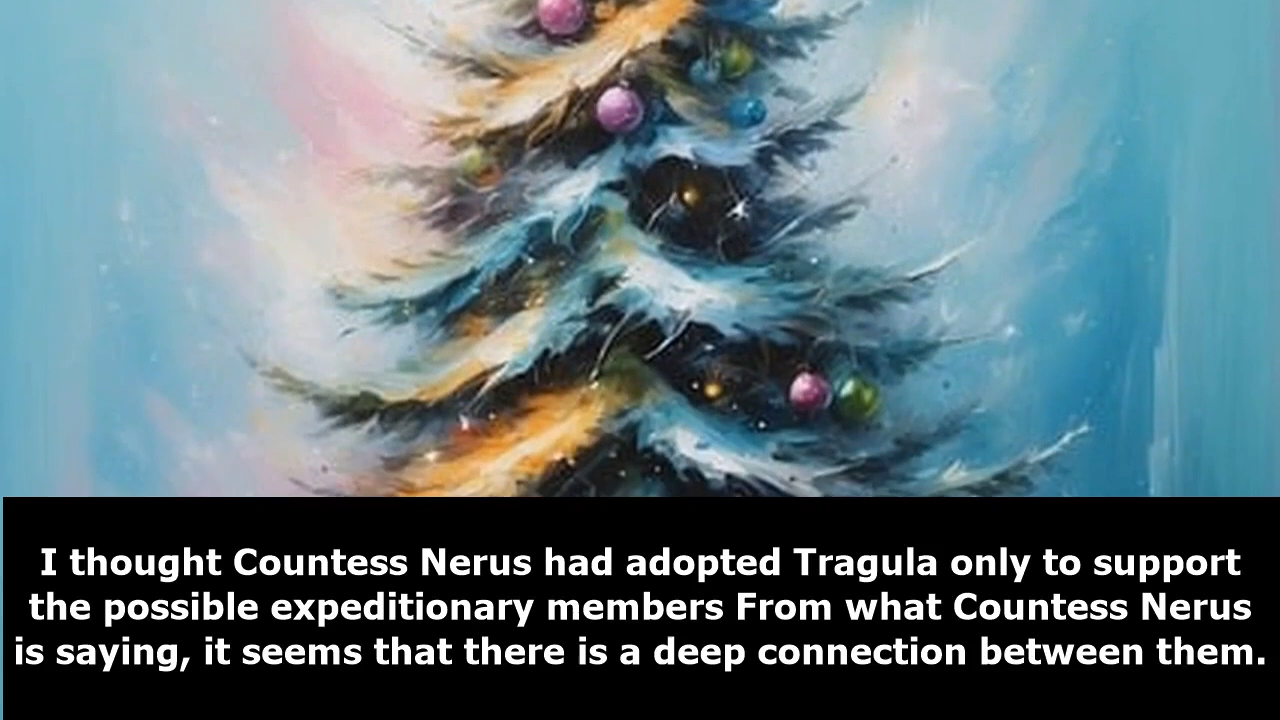 I thought Countess Nerus had adopted Tragula only to support
the possible expeditionary members From what Countess Nerus
is saying, it seems that there is a deep connection between them.